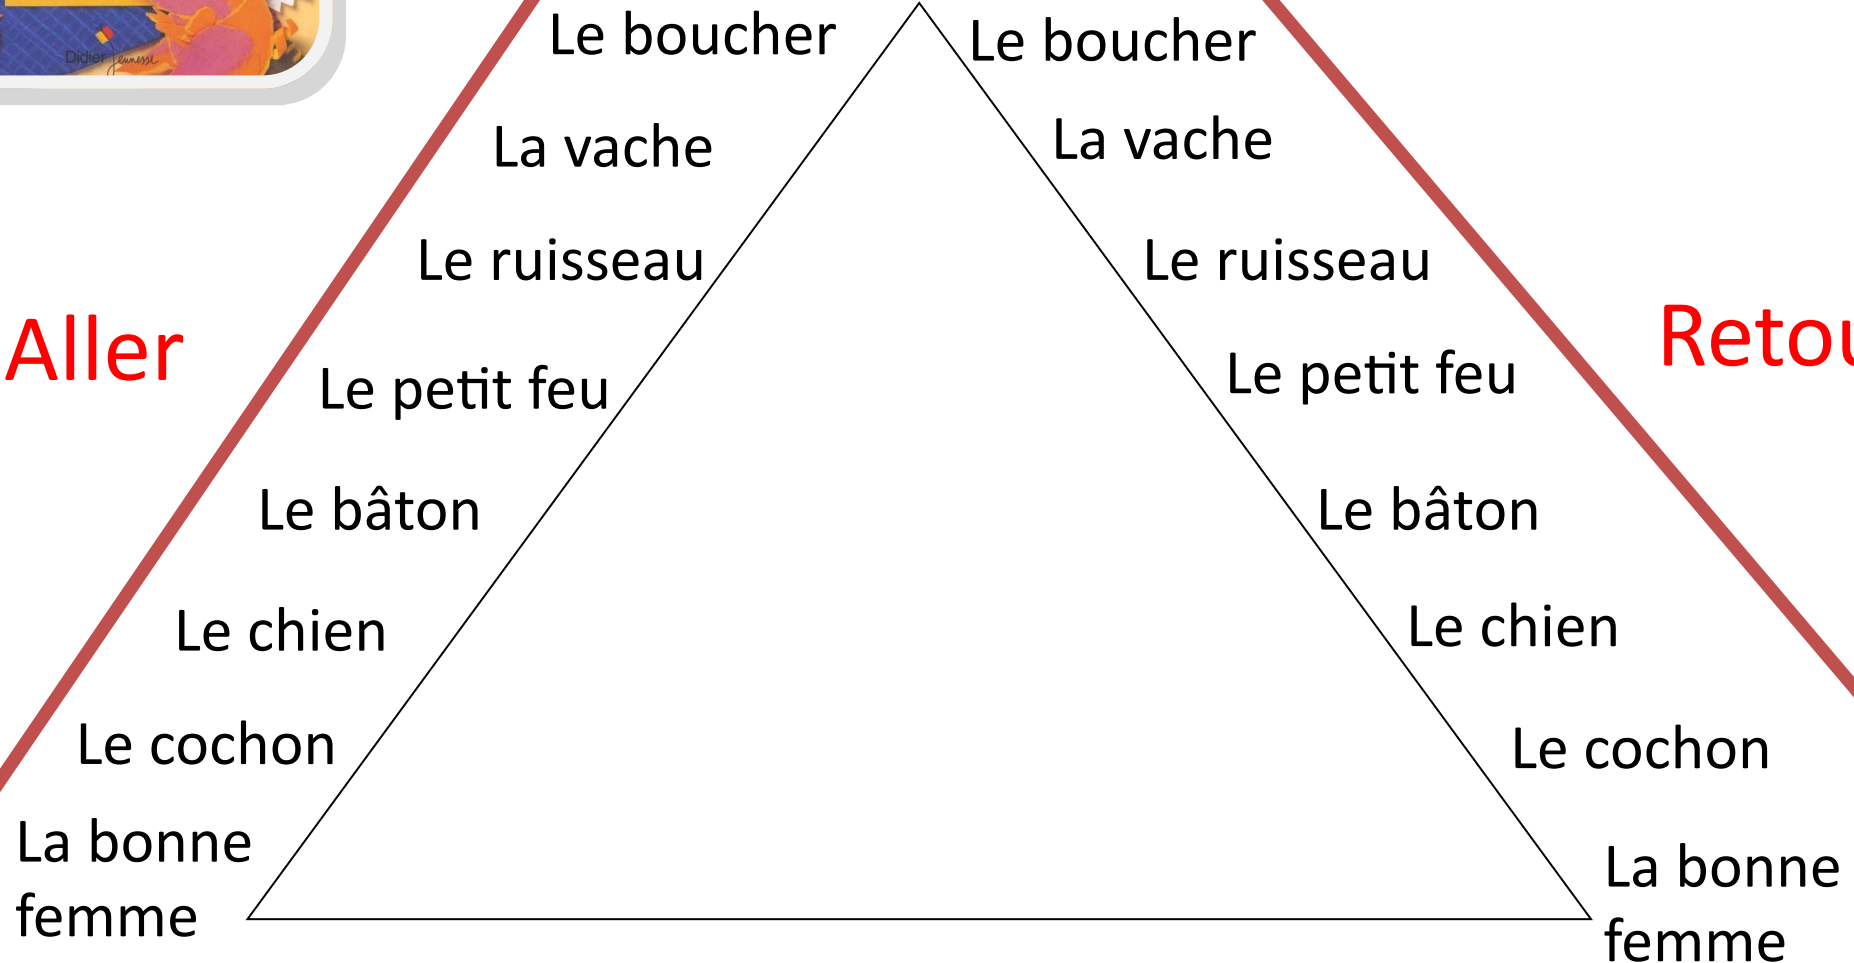 Didier Jeunesse
Le boucher
Le boucher
La vache
La vache
Le ruisseau
Le ruisseau
Aller
Retou
Le petit feu
Le petit feu
Le bâton
Le bâton
Le chien
Le chien
Le cochon
Le cochon
La bonne
femme
La bonne
femme